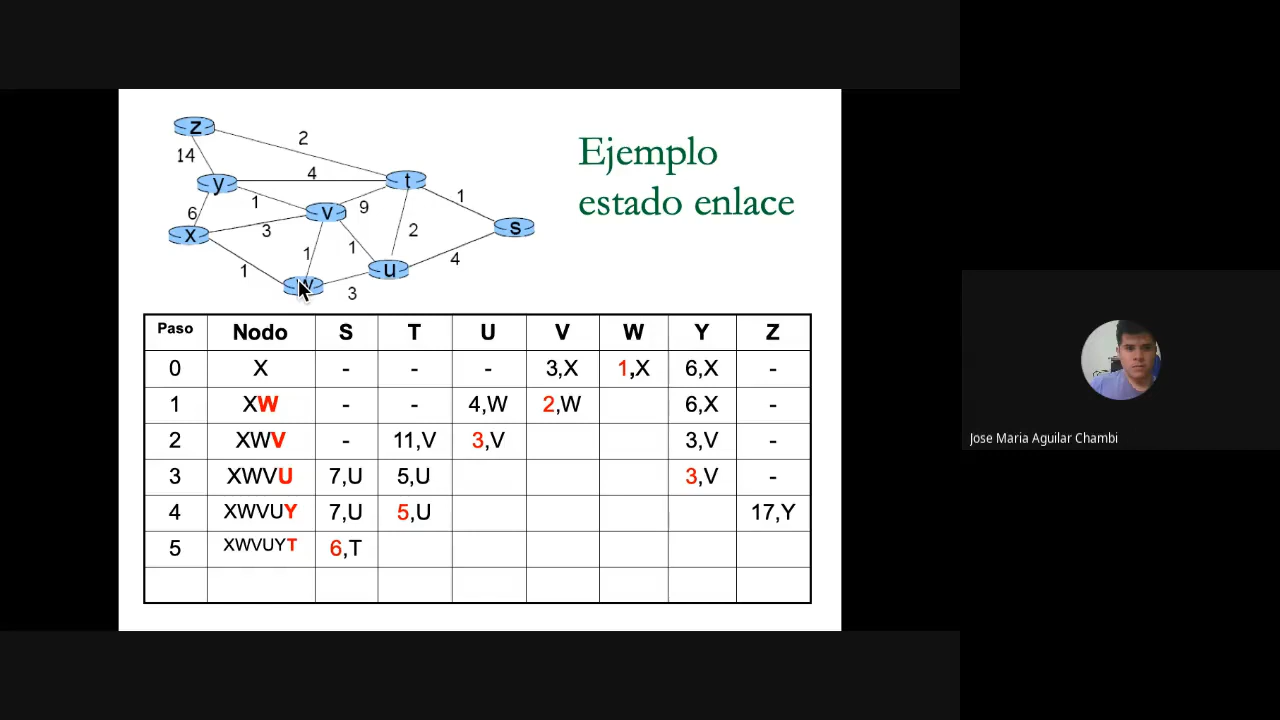 z
2
14
y
4
t
Ejemplo
estado enlace
1
6
v
9
1
x
3
s
1
1
2
1
u
4
w
3
Paso Nodo S T U V W Y Z
0 X - - - 3,X 1,X 6,X -
1 XW - - 4,W 2,W 6,X -
2 XWV - 11,V 3,V 3,V -
3 XWVU 7,U 5,U 3,V -
4 XWVUY 7,U 5,U 17,Y
5 XWVUYT 6,T
Jose Maria Aguilar Chambi